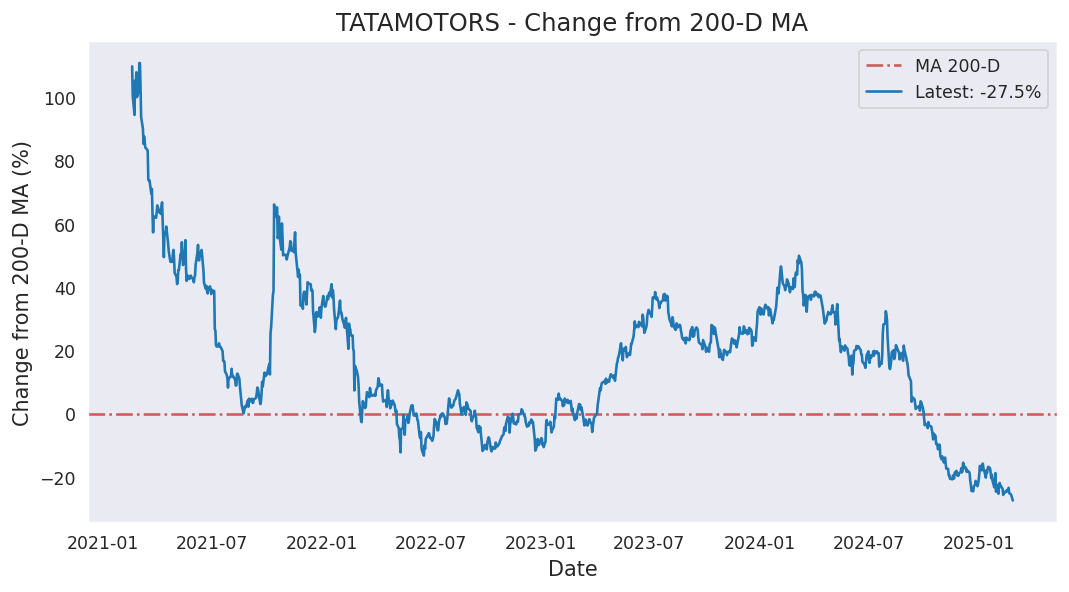 TATAMOTORS - Change from 200-D MA
MA 200-D
Latest: -27.5%
Change from 200-D MA (%)
100
80
60
40
20
0
−20
2021-01 2021-07 2022-01 2022-07 2023-01 2023-07 2024-01 2024-07 2025-01
Date